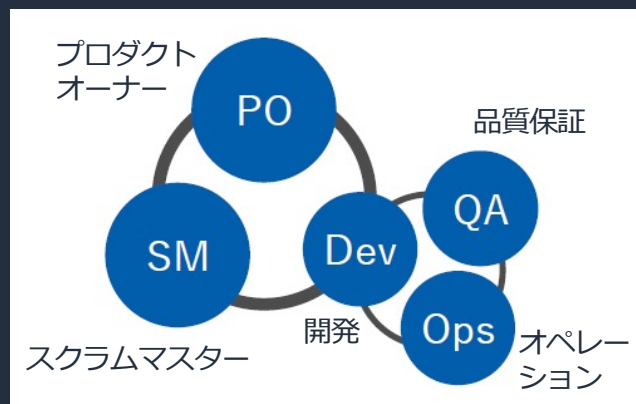 プロダクト
オーナー
PO
品質保証
QA
SM
Dev
開発
Ops
オペレー
ション
スクラムマスター